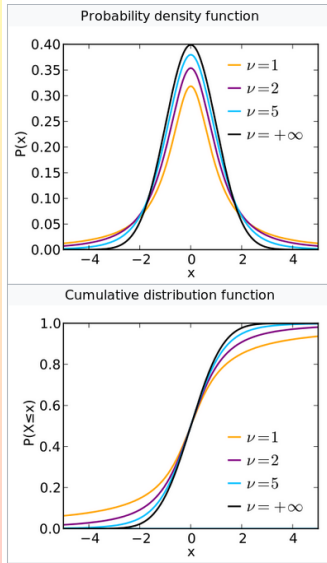 Probability density function
0.40
0.35
0.30
0.25
0.20
0.15
0.10
0.05
0.00
P(x)
ν=1
ν=2
ν=5
ν=+∞
−4 −2 0 2 4
x
Cumulative distribution function
1.0
0.8
0.6
0.4
0.2
0.0
P(X≤x)
ν=1
ν=2
ν=5
ν=+∞
−4 −2 0 2 4
x